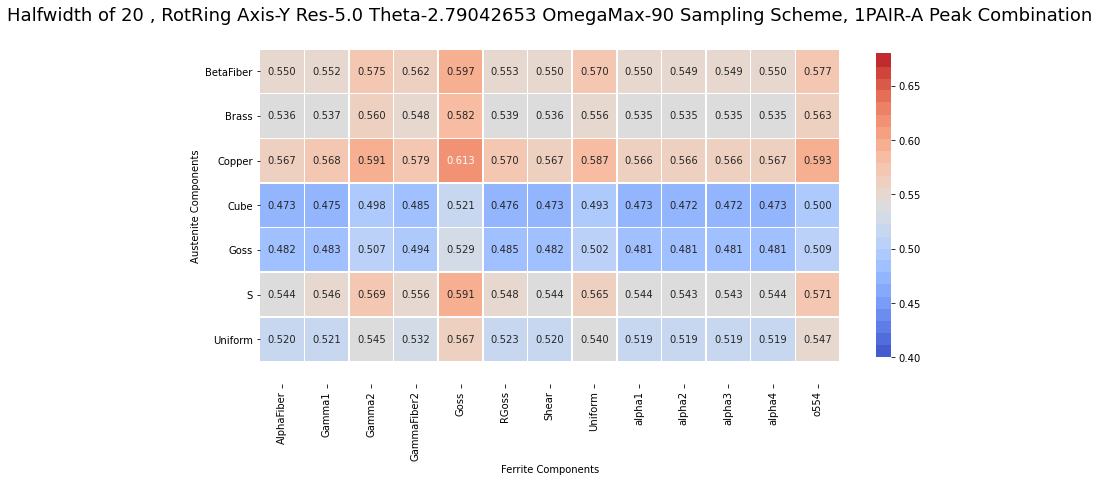 Halfwidth of 20 , RotRing Axis-Y Res-5.0 Theta-2.79042653 OmegaMax-90 Sampling Scheme, 1PAIR-A Peak Combination
BetaFiber 0.550 0.552 0.575 0.562 0.597 0.553 0.550 0.570 0.550 0.549 0.549 0.550 0.577
Brass 0.536 0.537 0.560 0.548 0.582 0.539 0.536 0.556 0.535 0.535 0.535 0.535 0.563
Copper 0.567 0.568 0.591 0.579 0.613 0.570 0.567 0.587 0.566 0.566 0.566 0.567 0.593
Cube 0.473 0.475 0.498 0.485 0.521 0.476 0.473 0.493 0.473 0.472 0.472 0.473 0.500
Goss 0.482 0.483 0.507 0.494 0.529 0.485 0.482 0.502 0.481 0.481 0.481 0.481 0.509
S 0.544 0.546 0.569 0.556 0.591 0.548 0.544 0.565 0.544 0.543 0.543 0.544 0.571
Uniform 0.520 0.521 0.545 0.532 0.567 0.523 0.520 0.540 0.519 0.519 0.519 0.519 0.547
Austenite Components
AlphaFiber
Gamma1
Gamma2
GammaFiber2
Goss
RGoss
Shear
Uniform
alpha1
alpha2
alpha3
alpha4
o554
Ferrite Components
0.65
0.60
0.55
0.50
0.45
0.40